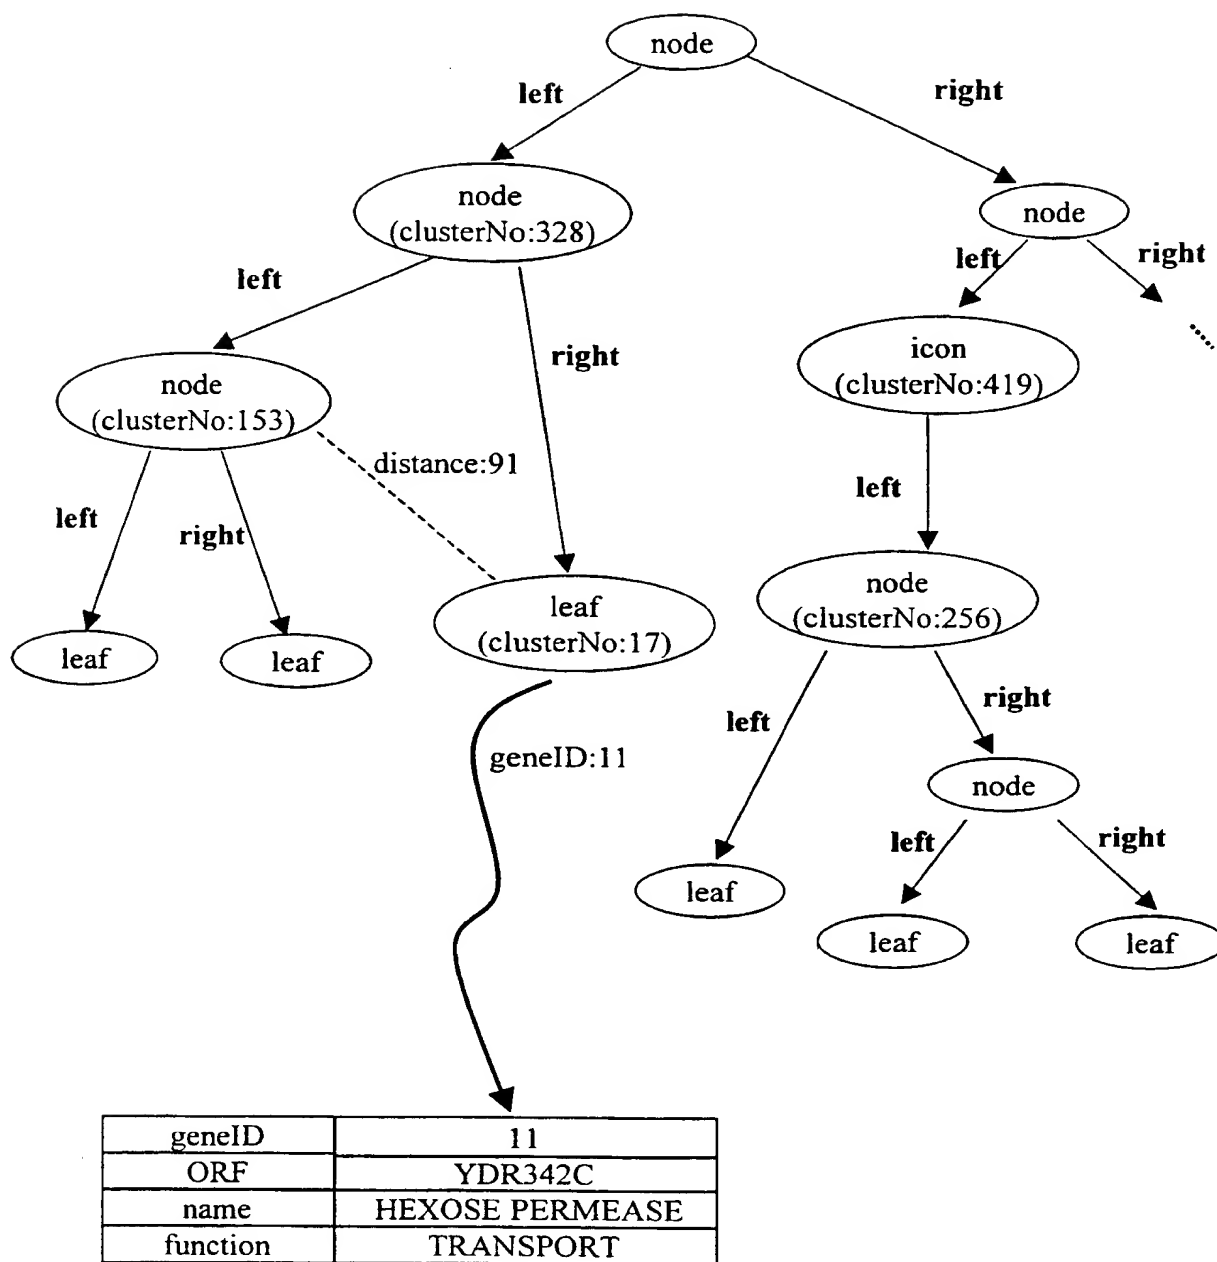 node
left
right
node
(clusterNo:328)
node
left
right
left
right
icon
(clusterNo:419)
node
(clusterNo:153)
distance:91
left
right
left
node
(clusterNo:256)
leaf
(clusterNo:17)
leaf
leaf
left
right
geneID:11
node
left
right
leaf
leaf
leaf
geneID 11
ORF YDR342C
name HEXOSE PERMEASE
function TRANSPORT